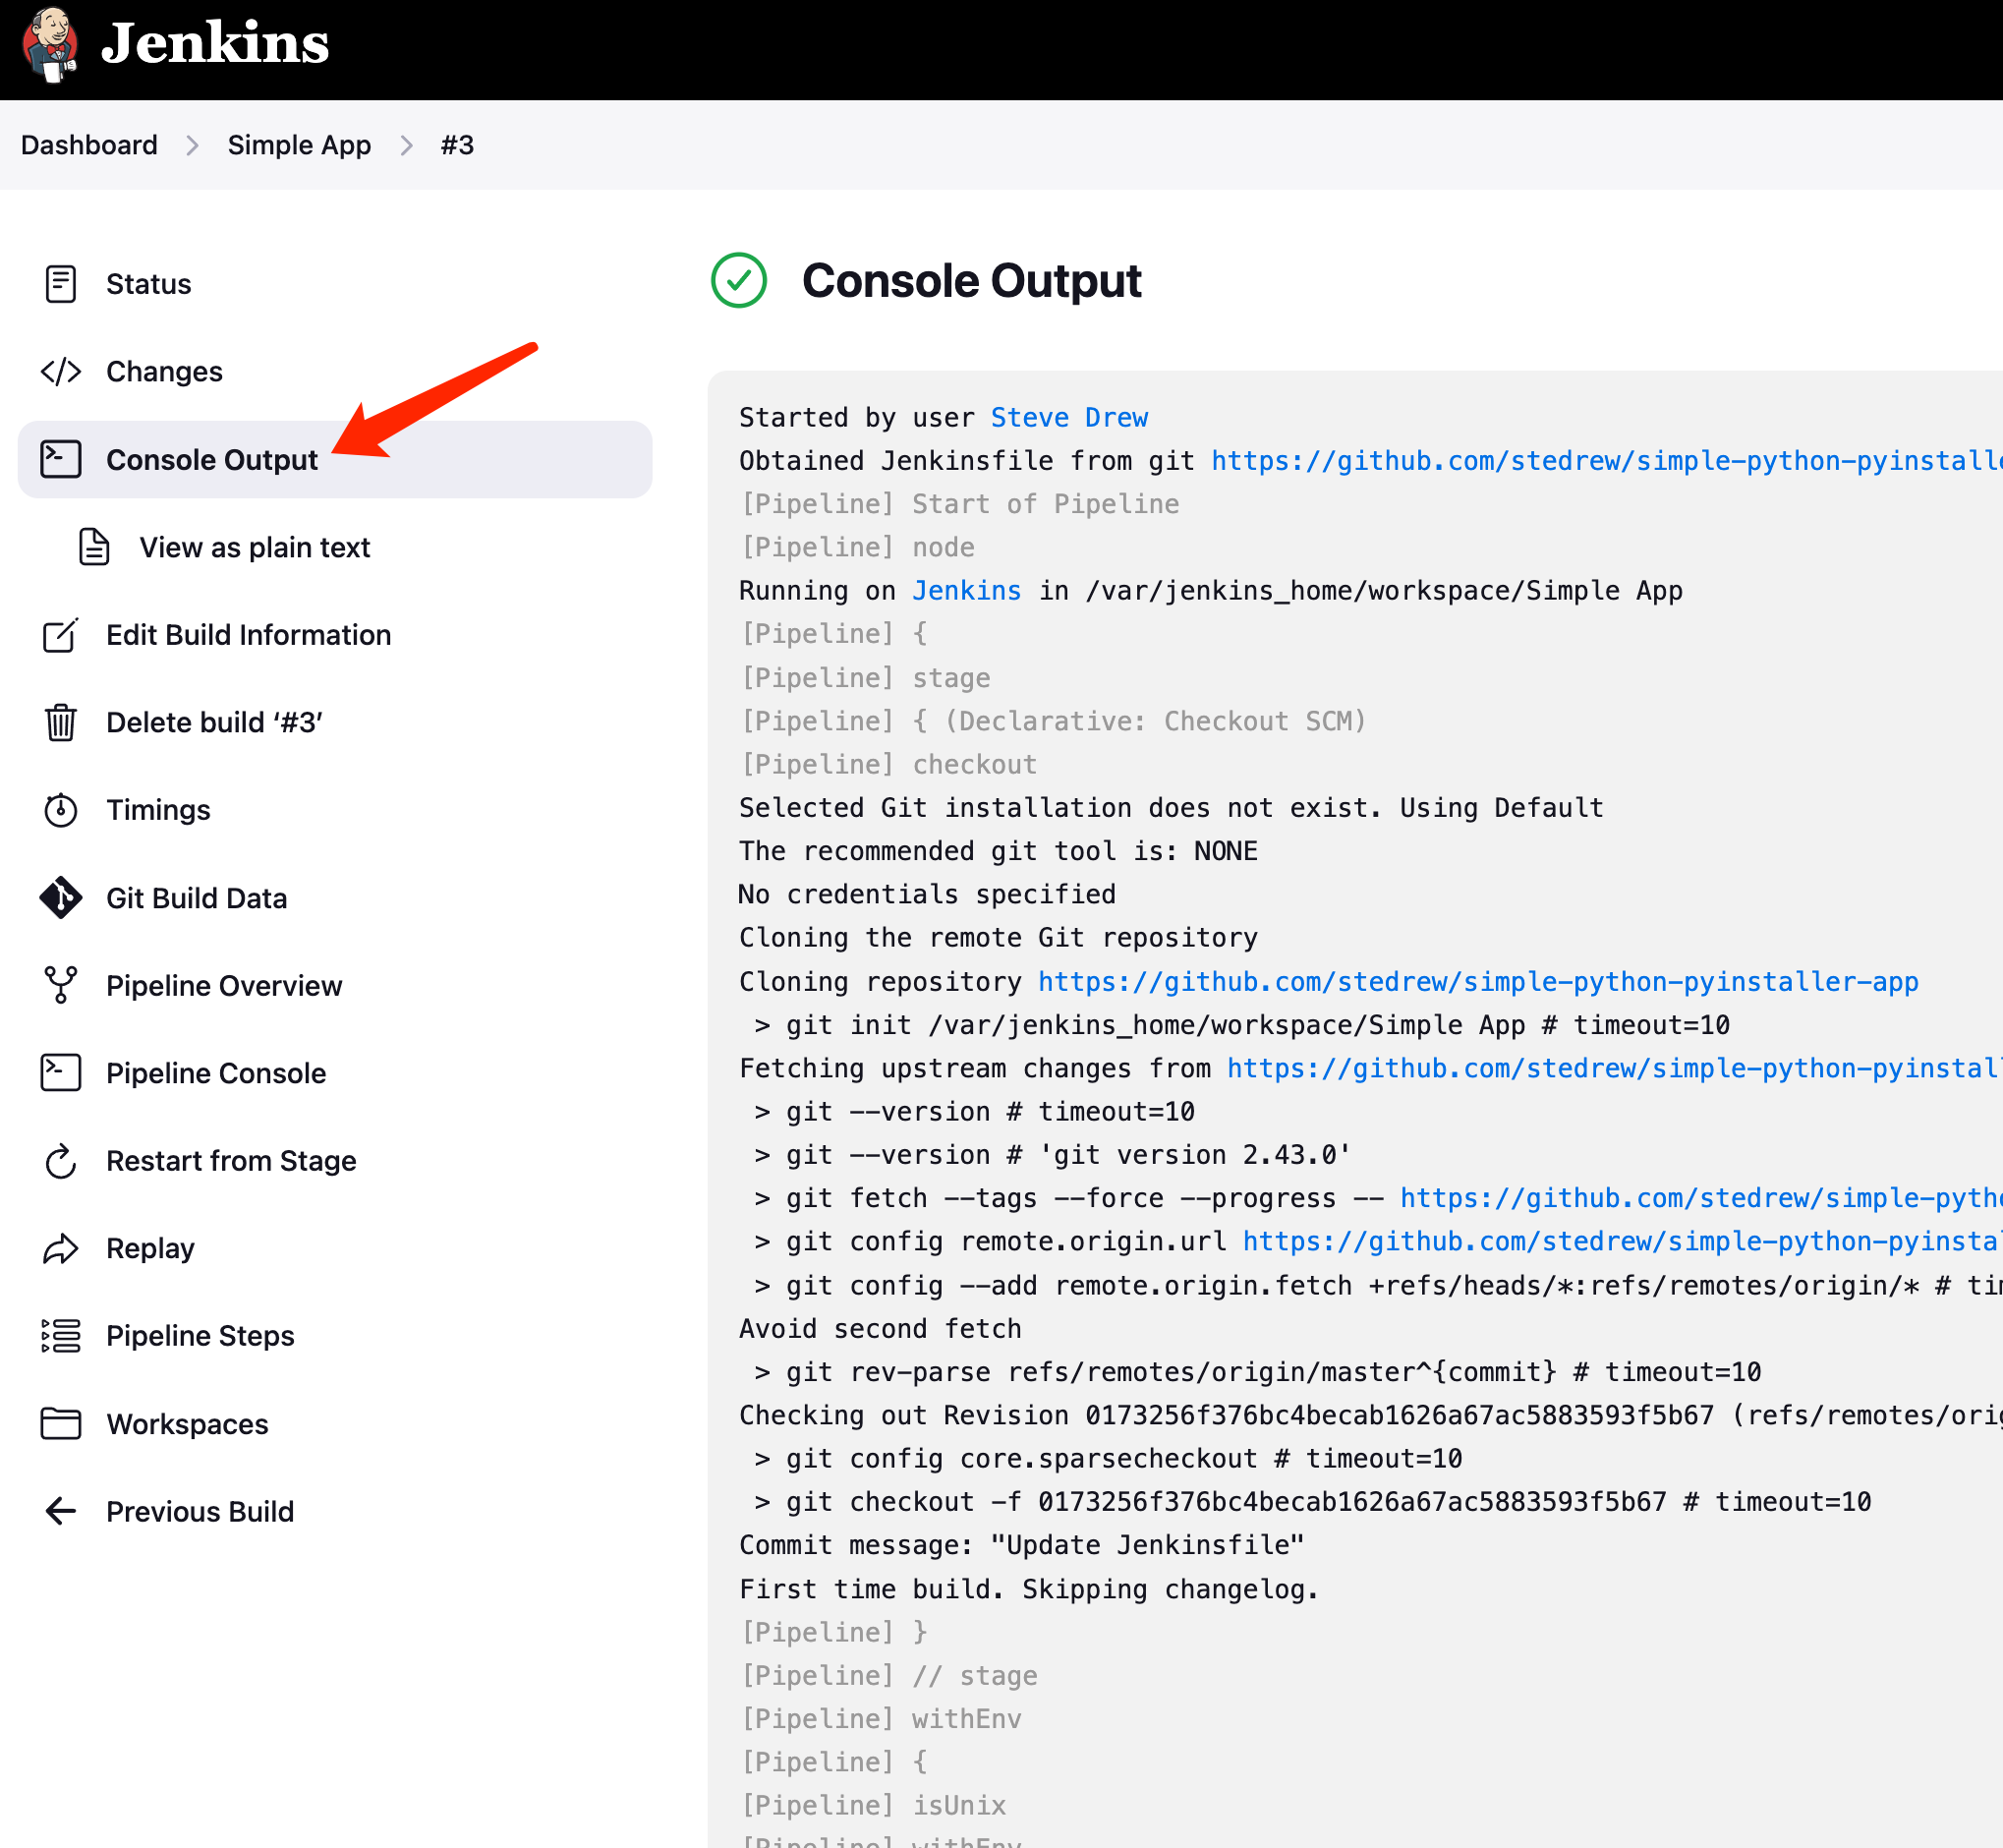 Jenkins
Dashboard > Simple App > #3
Status
Changes
Console Output
View as plain text
Edit Build Information
Delete build ‘#3’
Timings
Git Build Data
Pipeline Overview
Pipeline Console
Restart from Stage
Replay
Pipeline Steps
Workspaces
Previous Build
Console Output
Started by user Steve Drew
Obtained Jenkinsfile from git https://github.com/stedrew/simple-python-pyinstalle
[Pipeline] Start of Pipeline
[Pipeline] node
Running on Jenkins in /var/jenkins_home/workspace/Simple App
[Pipeline] {
[Pipeline] stage
[Pipeline] { (Declarative: Checkout SCM)
[Pipeline] checkout
Selected Git installation does not exist. Using Default
The recommended git tool is: NONE
No credentials specified
Cloning the remote Git repository
Cloning repository https://github.com/stedrew/simple-python-pyinstaller-app
 > git init /var/jenkins_home/workspace/Simple App # timeout=10
Fetching upstream changes from https://github.com/stedrew/simple-python-pyinstal
 > git --version # timeout=10
 > git --version # 'git version 2.43.0'
 > git fetch --tags --force --progress -- https://github.com/stedrew/simple-pytho
 > git config remote.origin.url https://github.com/stedrew/simple-python-pyinsta
 > git config --add remote.origin.fetch +refs/heads/*:refs/remotes/origin/* # tim
Avoid second fetch
 > git rev-parse refs/remotes/origin/master^{commit} # timeout=10
Checking out Revision 0173256f376bc4becab1626a67ac5883593f5b67 (refs/remotes/orig
 > git config core.sparsecheckout # timeout=10
 > git checkout -f 0173256f376bc4becab1626a67ac5883593f5b67 # timeout=10
Commit message: "Update Jenkinsfile"
First time build. Skipping changelog.
[Pipeline] }
[Pipeline] // stage
[Pipeline] withEnv
[Pipeline] {
[Pipeline] isUnix
[Pipeline] withEnv